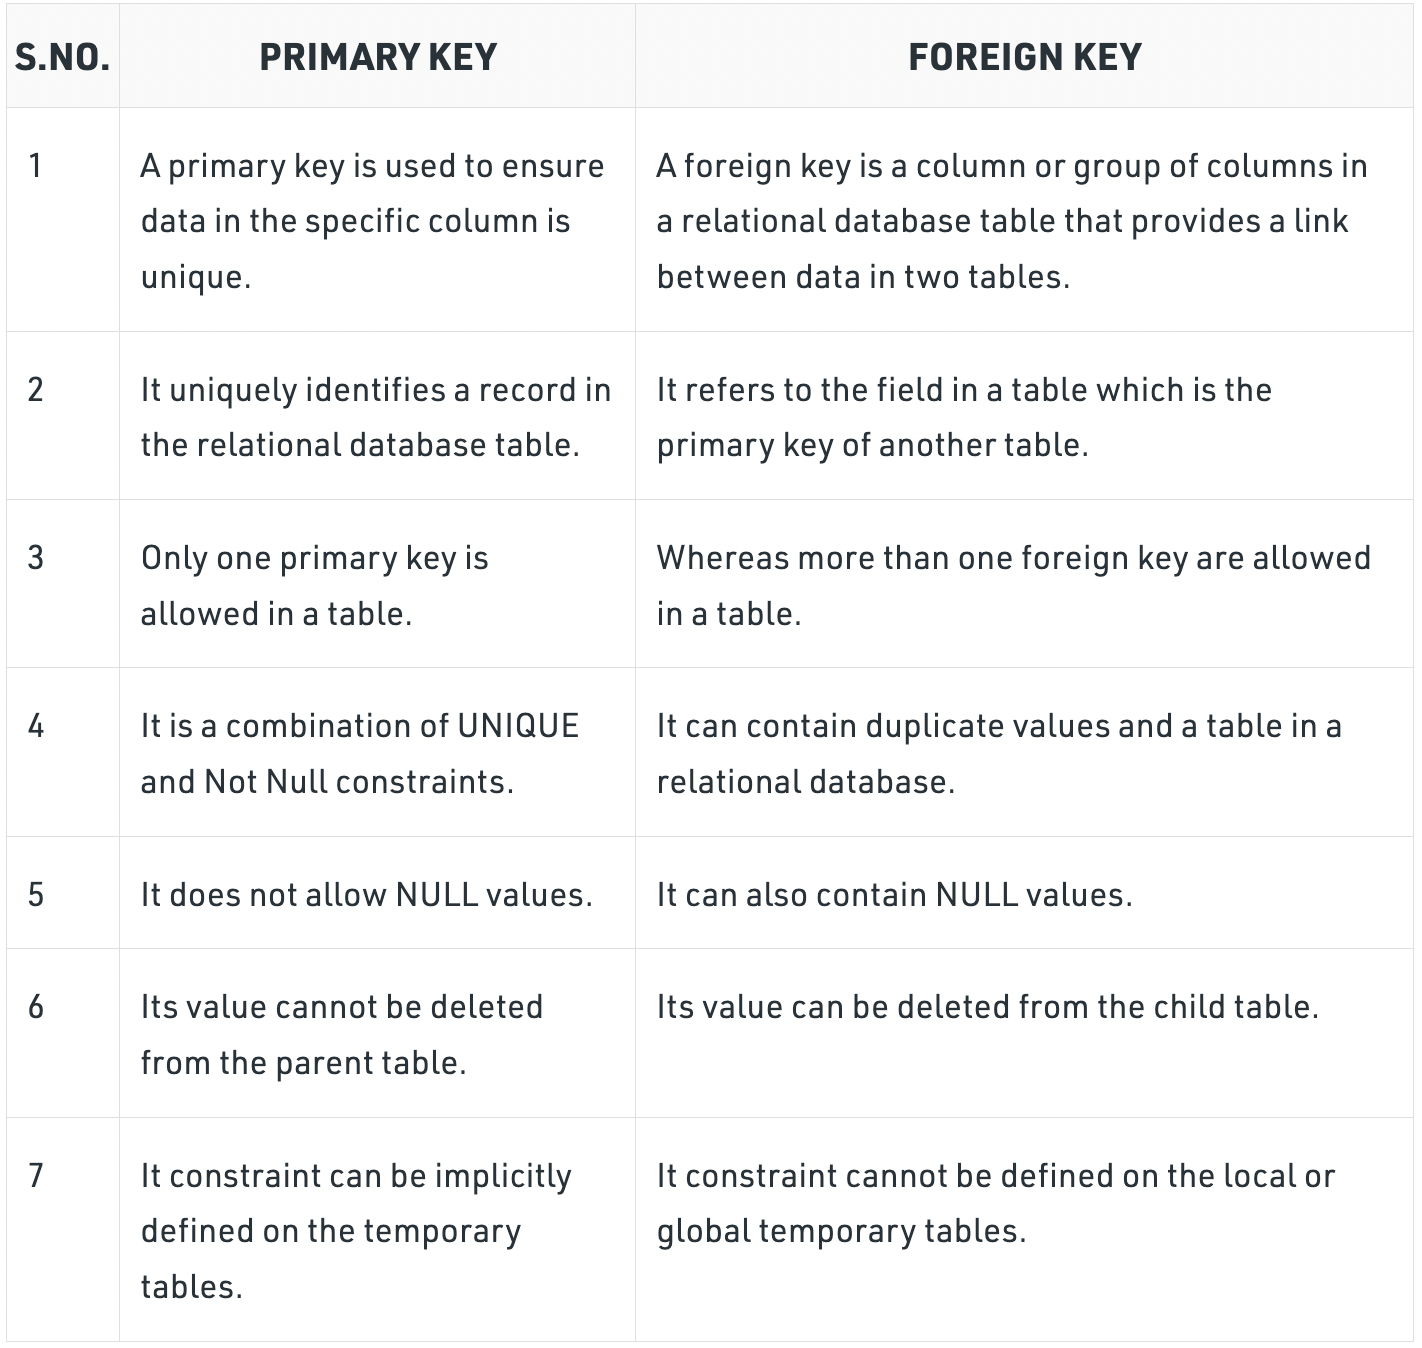 S.NO. PRIMARY KEY FOREIGN KEY
1
A primary key is used to ensure
data in the specific column is
unique.
A foreign key is a column or group of columns in
a relational database table that provides a link
between data in two tables.
2
It uniquely identifies a record in
the relational database table.
It refers to the field in a table which is the
primary key of another table.
3
Only one primary key is
allowed in a table.
Whereas more than one foreign key are allowed
in a table.
4
It is a combination of UNIQUE
and Not Null constraints.
It can contain duplicate values and a table in a
relational database.
5
It does not allow NULL values.
It can also contain NULL values.
6
Its value cannot be deleted
from the parent table.
Its value can be deleted from the child table.
7
It constraint can be implicitly
defined on the temporary
tables.
It constraint cannot be defined on the local or
global temporary tables.